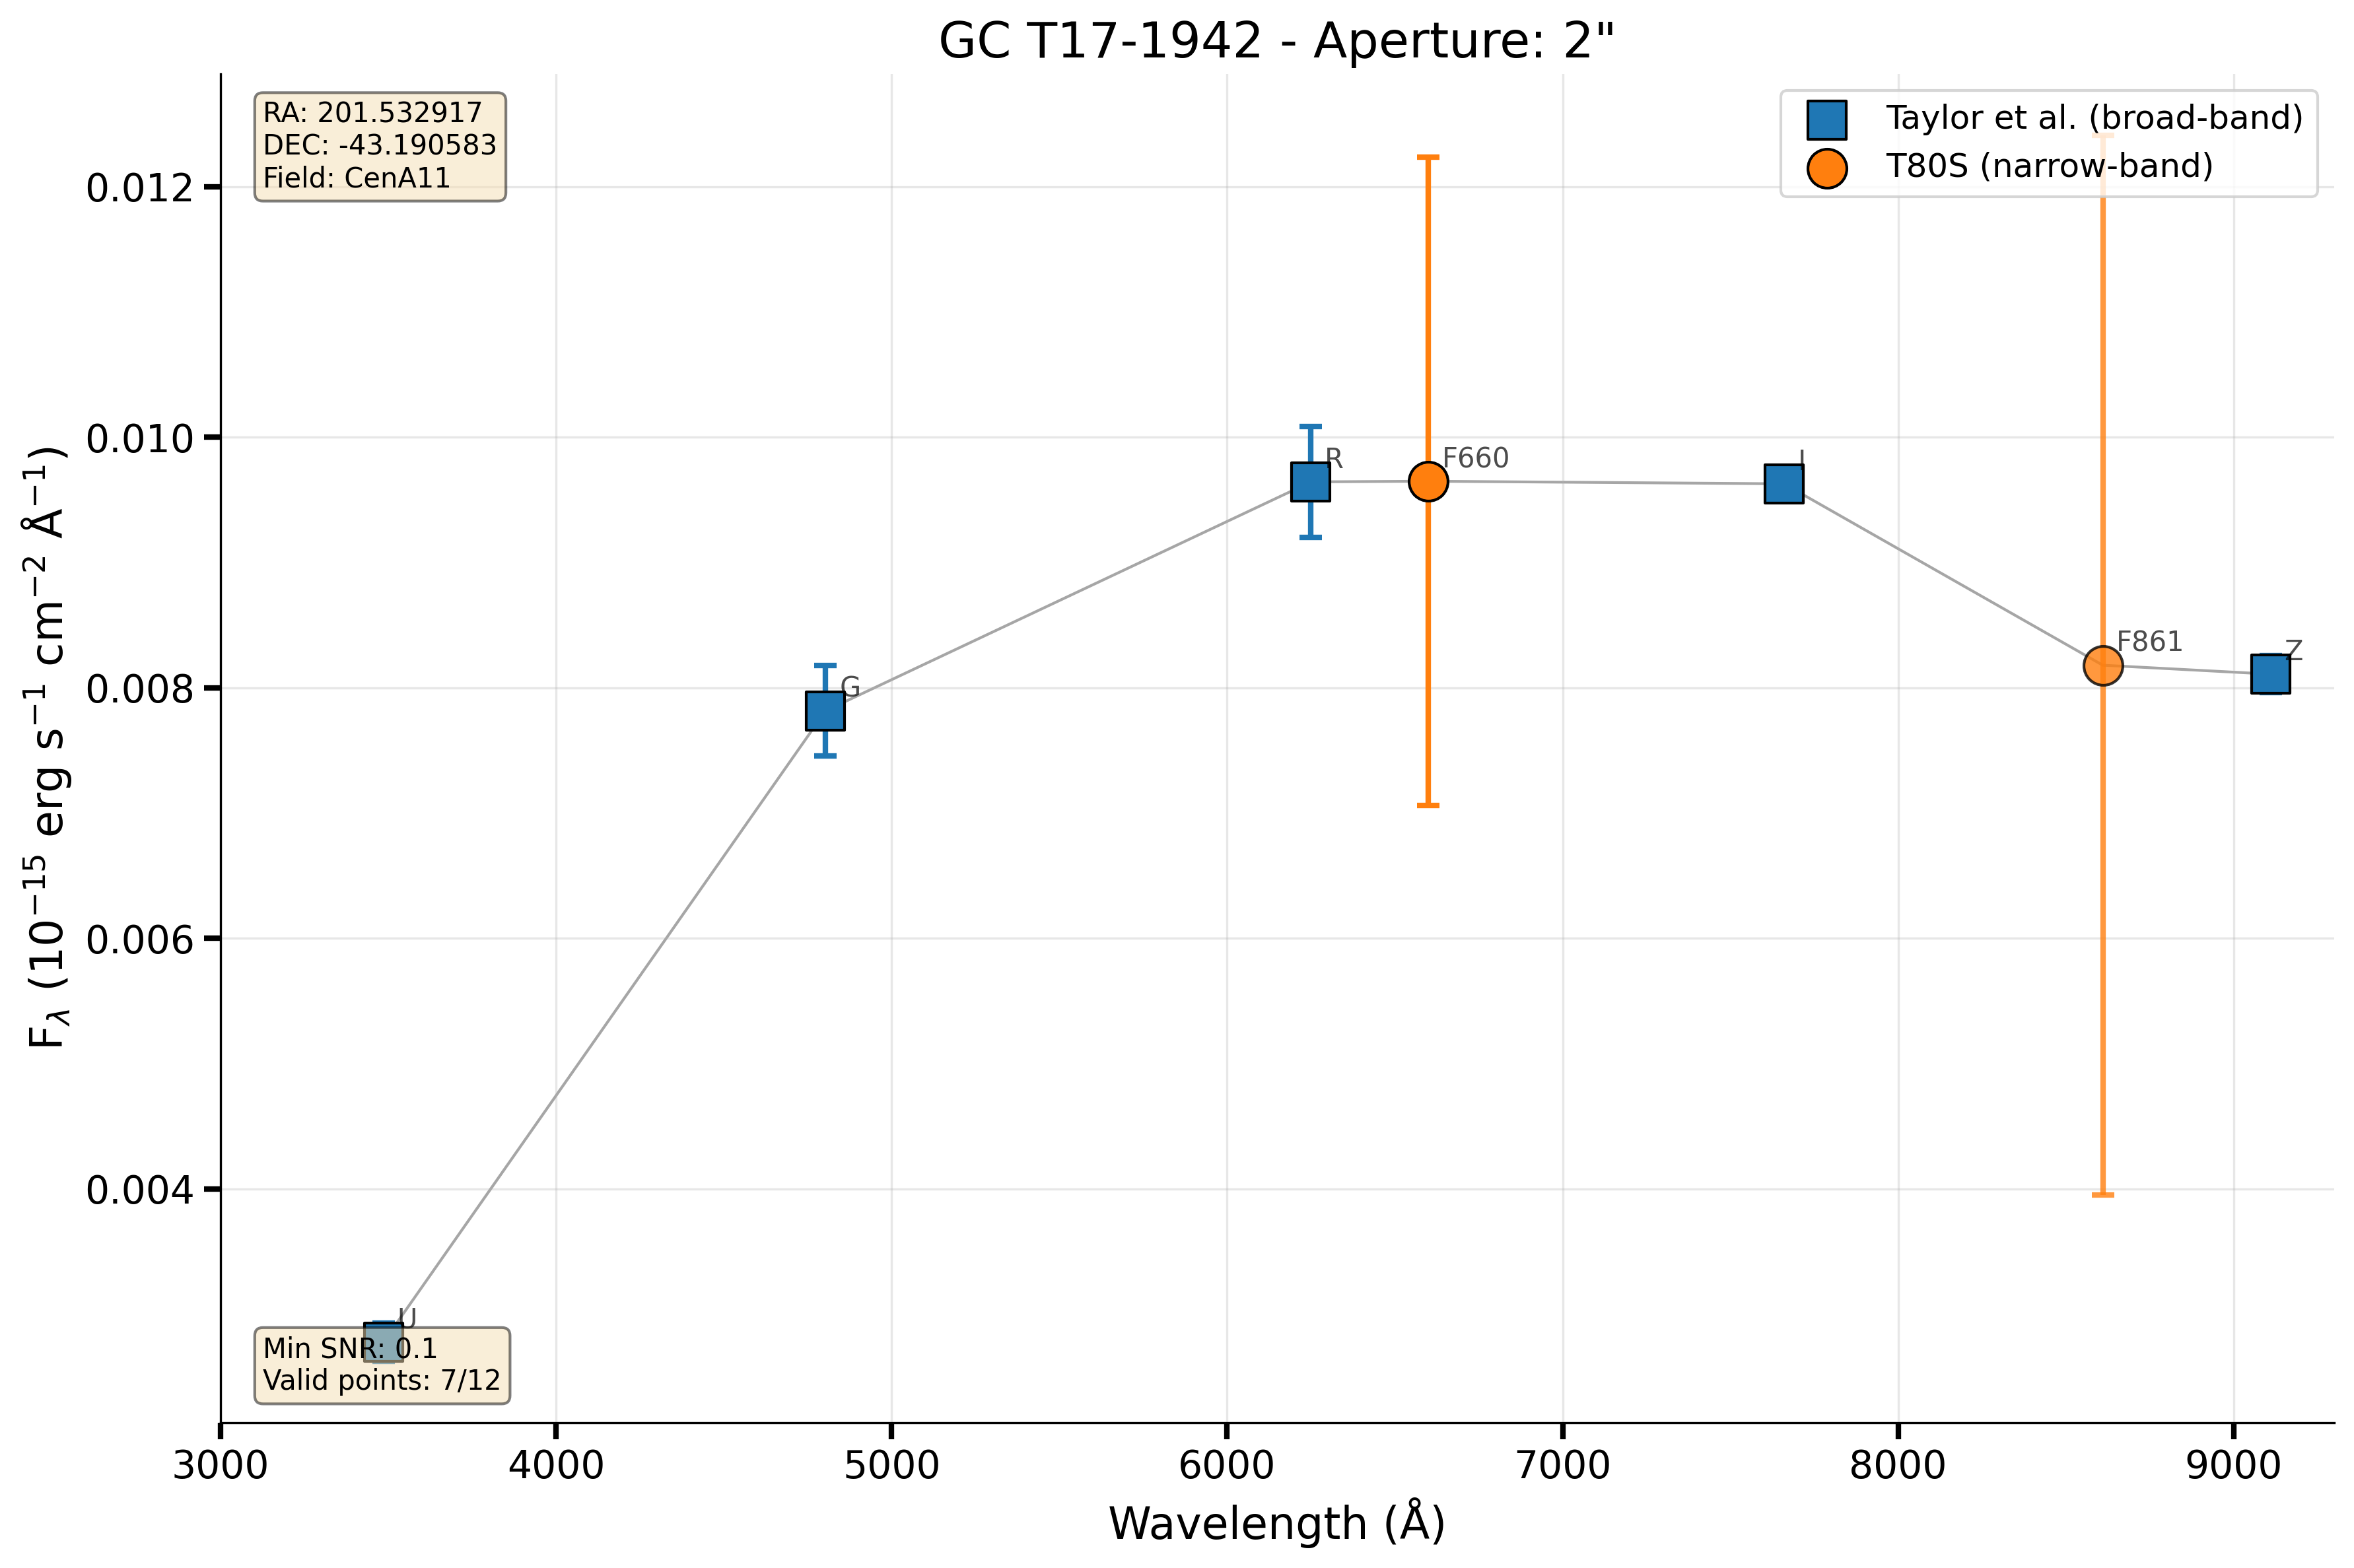 GC T17-1942 - Aperture: 2"
RA: 201.532917
DEC: -43.190583
Field: CenA11
Taylor et al. (broad-band)
T80S (narrow-band)
0.012
0.010
0.008
0.006
0.004
F_λ (10⁻¹⁵ erg s⁻¹ cm⁻² Å⁻¹)
R
F660
I
F861
Z
G
U
Min SNR: 0.1
Valid points: 7/12
3000 4000 5000 6000 7000 8000 9000
Wavelength (Å)